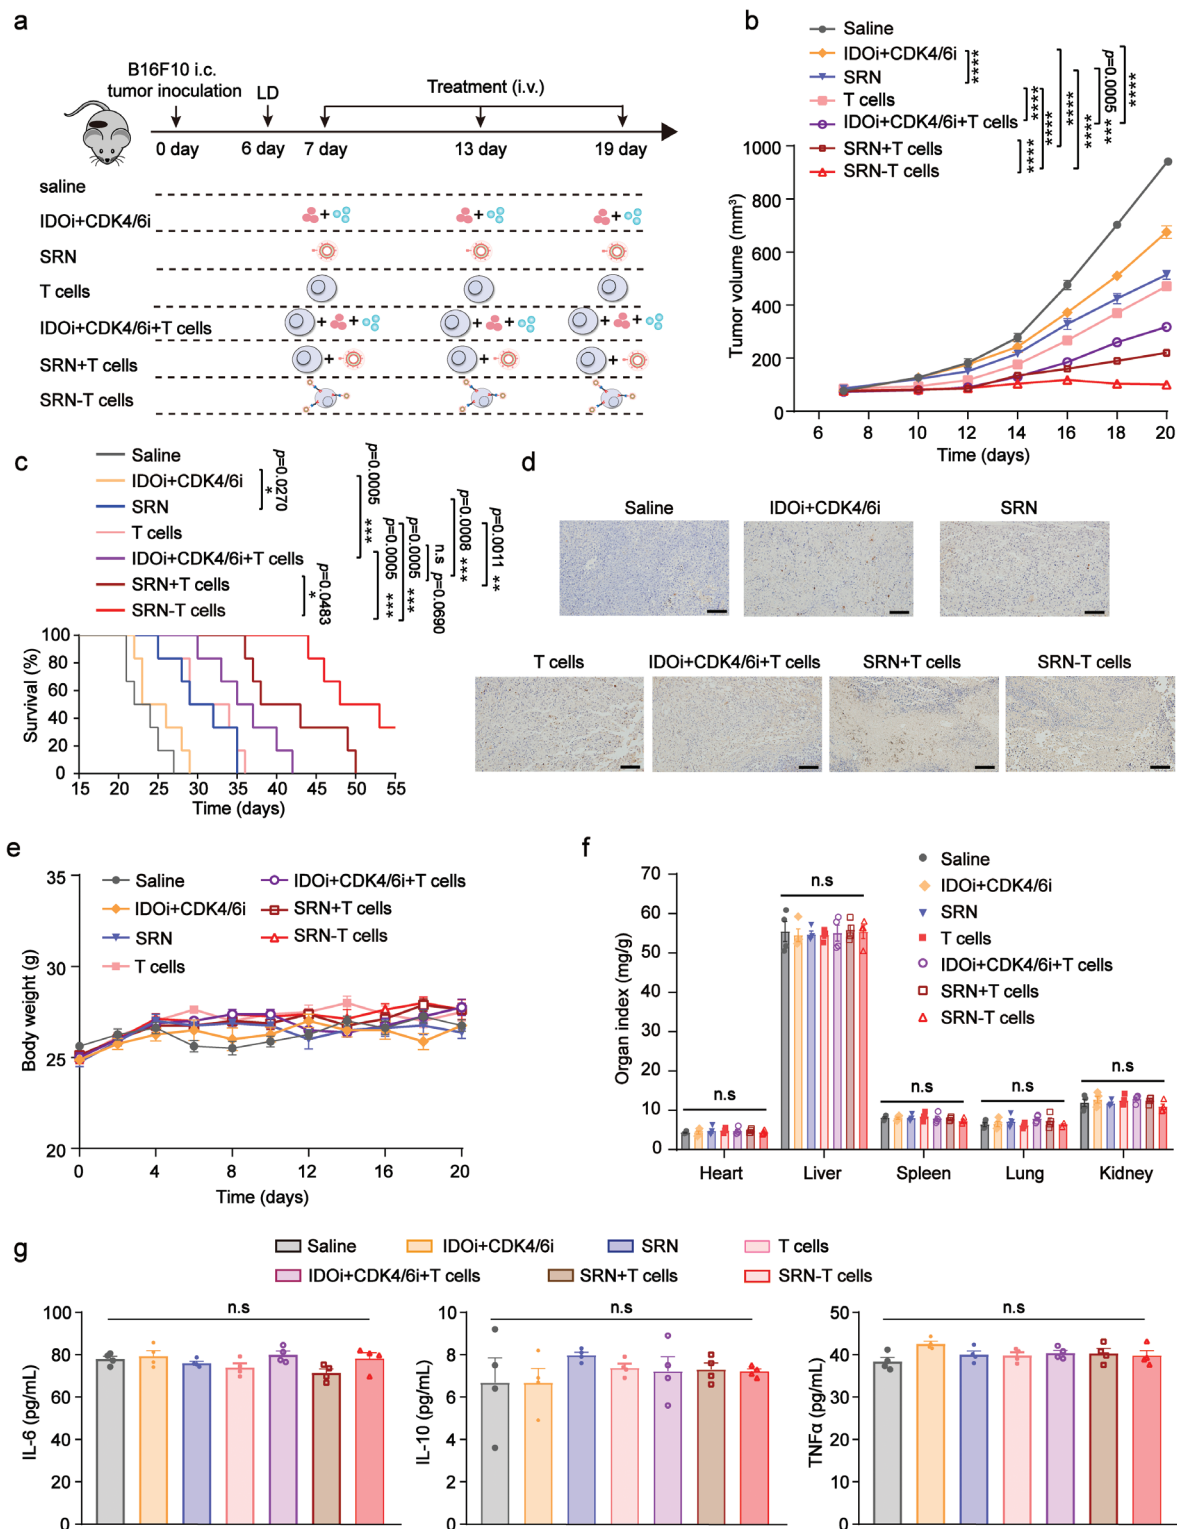 a
B16F10 i.c.
tumor inoculation
LD
Treatment (i.v.)
0 day
6 day
7 day
13 day
19 day
saline
IDOi+CDK4/6i
+
+
+
SRN
T cells
IDOi+CDK4/6i+T cells
+ +
+ +
+ +
SRN+T cells
+
+
+
SRN-T cells
b
Saline
IDOi+CDK4/6i
SRN
T cells
IDOi+CDK4/6i+T cells
SRN+T cells
SRN-T cells
****
****
****
****
****
****
p=0.0005 ***
****
****
Tumor volume (mm³)
1000
800
600
400
200
0
6 8 10 12 14 16 18 20
Time (days)
c
Saline
IDOi+CDK4/6i
SRN
T cells
IDOi+CDK4/6i+T cells
SRN+T cells
SRN-T cells
p=0.0270
*
p=0.0483
*
p=0.0005 ***
p=0.0005 ***
p=0.0005 ***
n.s p=0.0690
p=0.0008 ***
p=0.0011 **
Survival (%)
100
80
60
40
20
0
15 20 25 30 35 40 45 50 55
Time (days)
d
Saline
IDOi+CDK4/6i
SRN
T cells
IDOi+CDK4/6i+T cells
SRN+T cells
SRN-T cells
e
Saline
IDOi+CDK4/6i
SRN
T cells
IDOi+CDK4/6i+T cells
SRN+T cells
SRN-T cells
Body weight (g)
35
30
25
20
0 4 8 12 16 20
Time (days)
f
Saline
IDOi+CDK4/6i
SRN
T cells
IDOi+CDK4/6i+T cells
SRN+T cells
SRN-T cells
Organ index (mg/g)
70
60
50
40
30
20
10
0
n.s
n.s
n.s
n.s
n.s
Heart Liver Spleen Lung Kidney
g
Saline
IDOi+CDK4/6i
SRN
T cells
IDOi+CDK4/6i+T cells
SRN+T cells
SRN-T cells
IL-6 (pg/mL)
100
80
60
40
20
0
n.s
IL-10 (pg/mL)
10
8
6
4
2
0
n.s
TNFα (pg/mL)
50
40
30
20
10
0
n.s